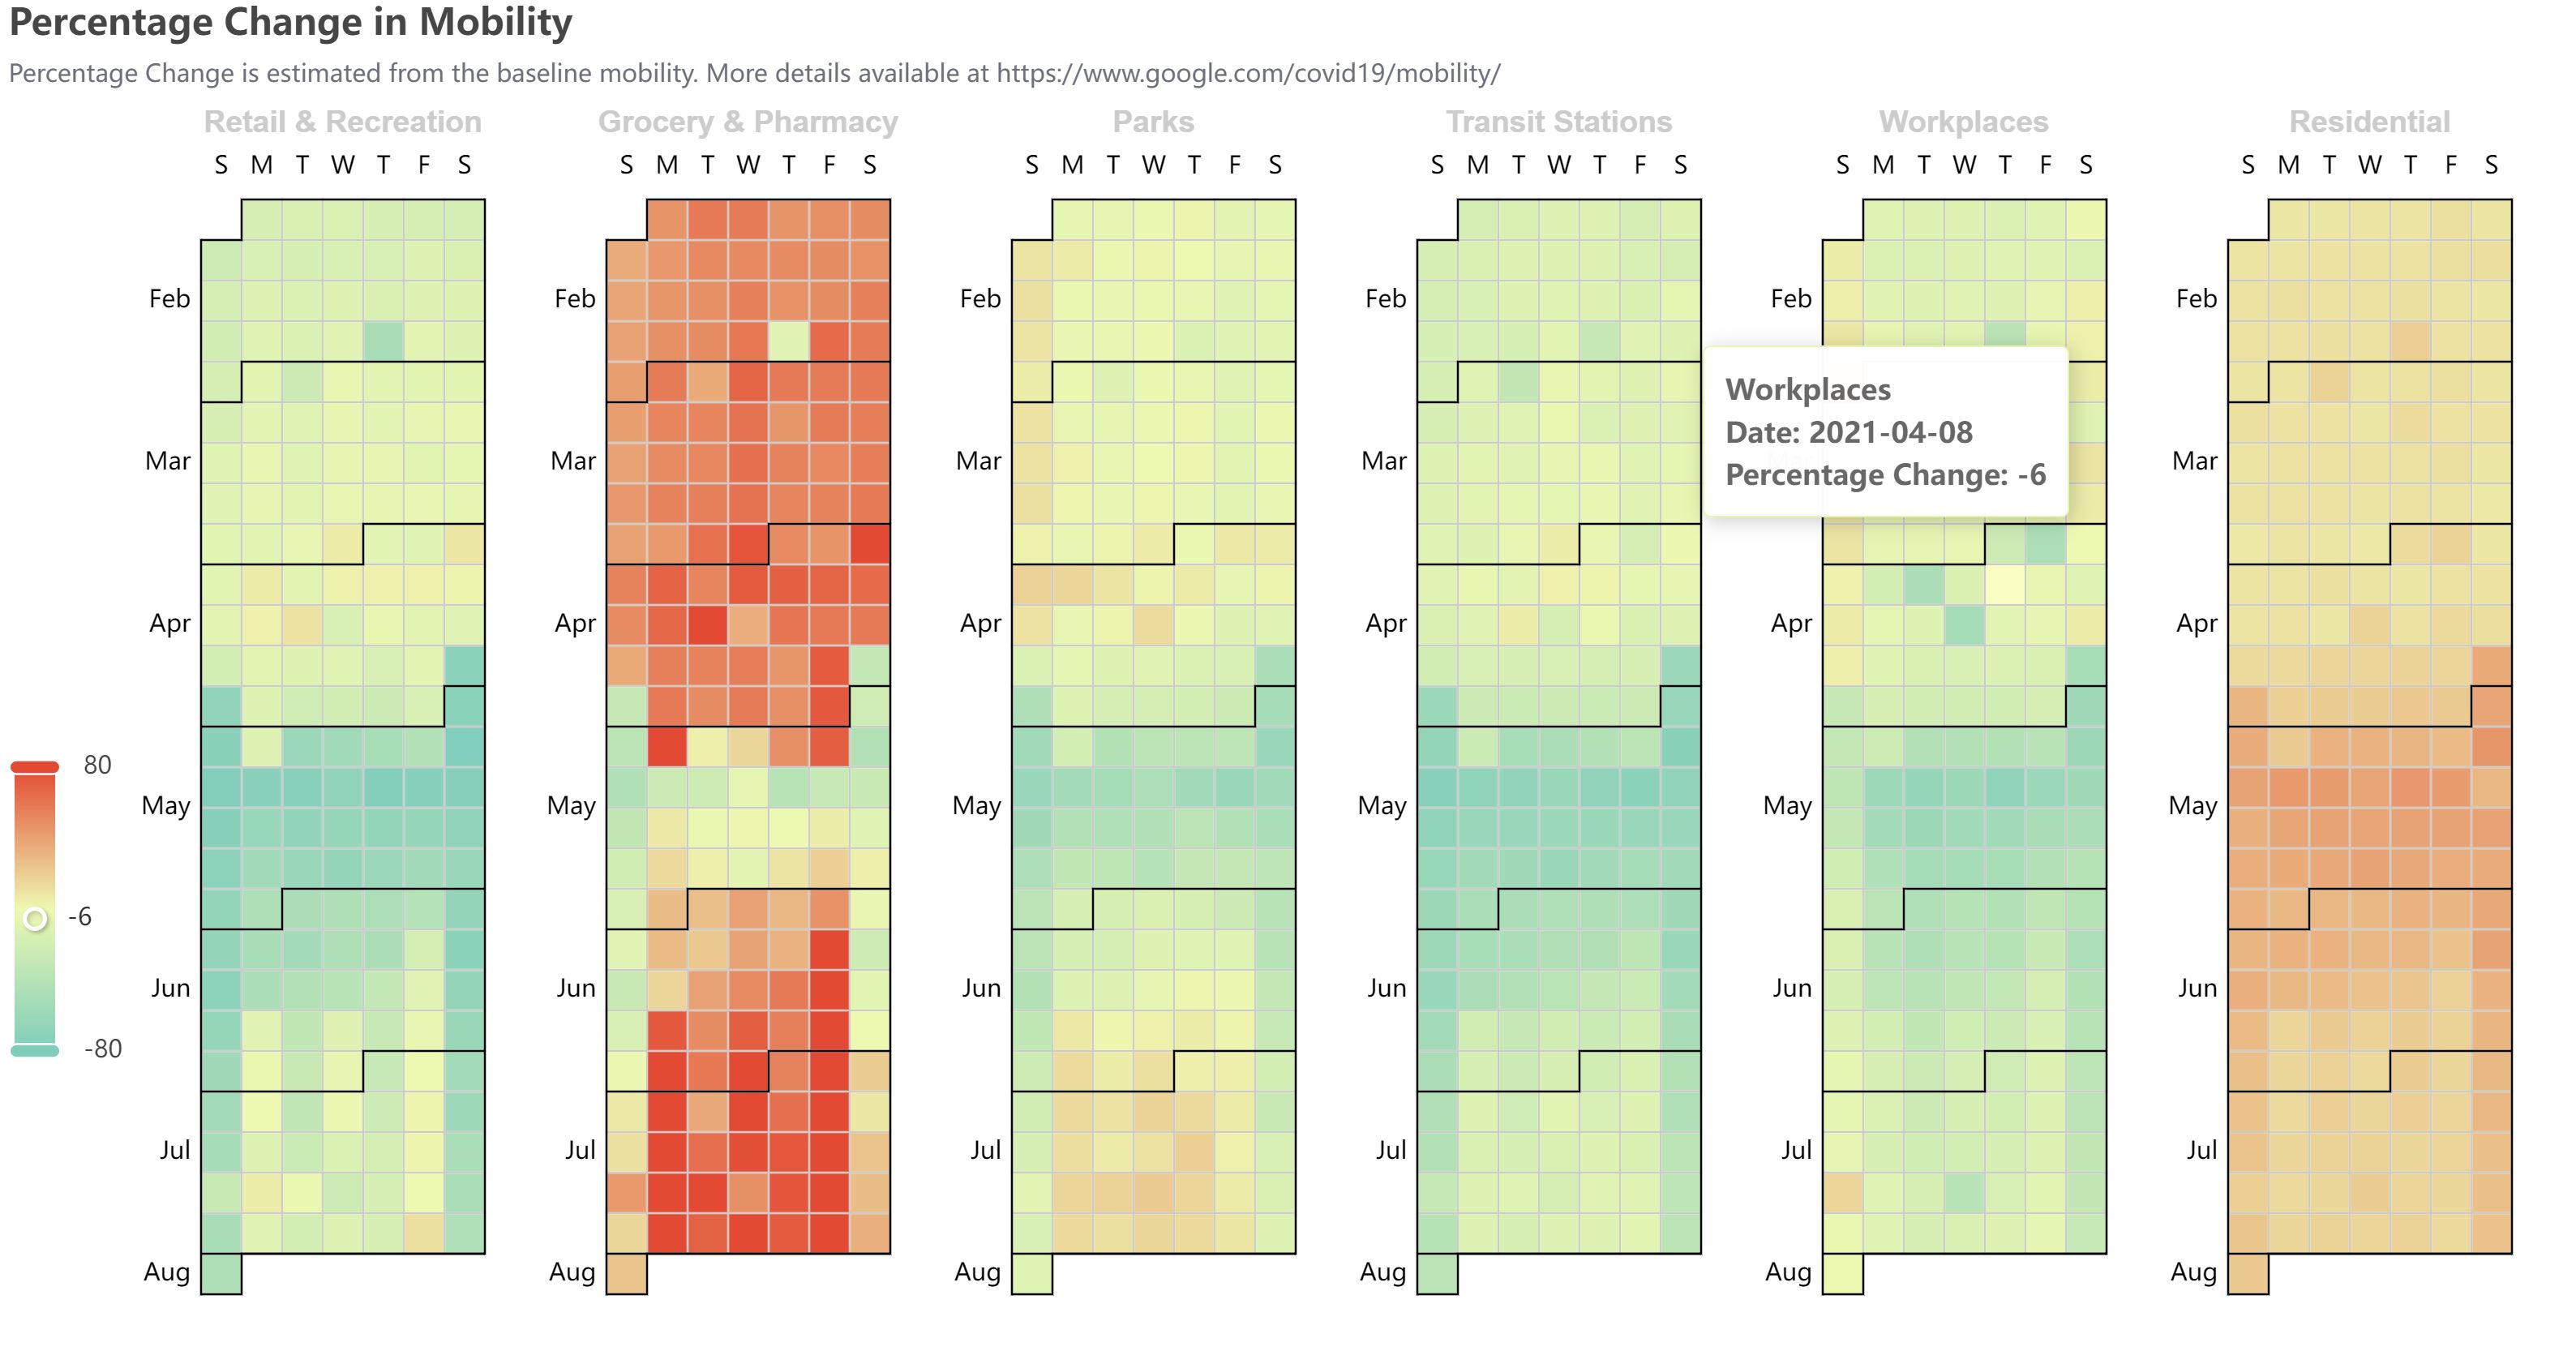 Percentage Change in Mobility
Percentage Change is estimated from the baseline mobility. More details available at https://www.google.com/covid19/mobility/
Retail & Recreation
Grocery & Pharmacy
Parks
Transit Stations
Workplaces
Residential
S M T W T F S
S M T W T F S
S M T W T F S
S M T W T F S
S M T W T F S
S M T W T F S
Feb
Mar
Apr
May
Jun
Jul
Aug
Feb
Mar
Apr
May
Jun
Jul
Aug
Feb
Mar
Apr
May
Jun
Jul
Aug
Feb
Mar
Apr
May
Jun
Jul
Aug
Feb
Apr
May
Jun
Jul
Aug
Feb
Mar
Apr
May
Jun
Jul
Aug
Workplaces
Date: 2021-04-08
Percentage Change: -6
80
-6
-80